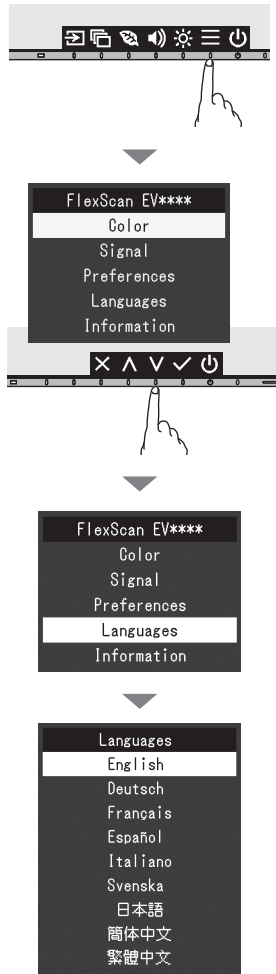 FlexScan EV****
Color
Signal
Preferences
Languages
Information
FlexScan EV****
Color
Signal
Preferences
Languages
Information
Languages
English
Deutsch
Français
Español
Italiano
Svenska
日本語
簡体中文
繁體中文